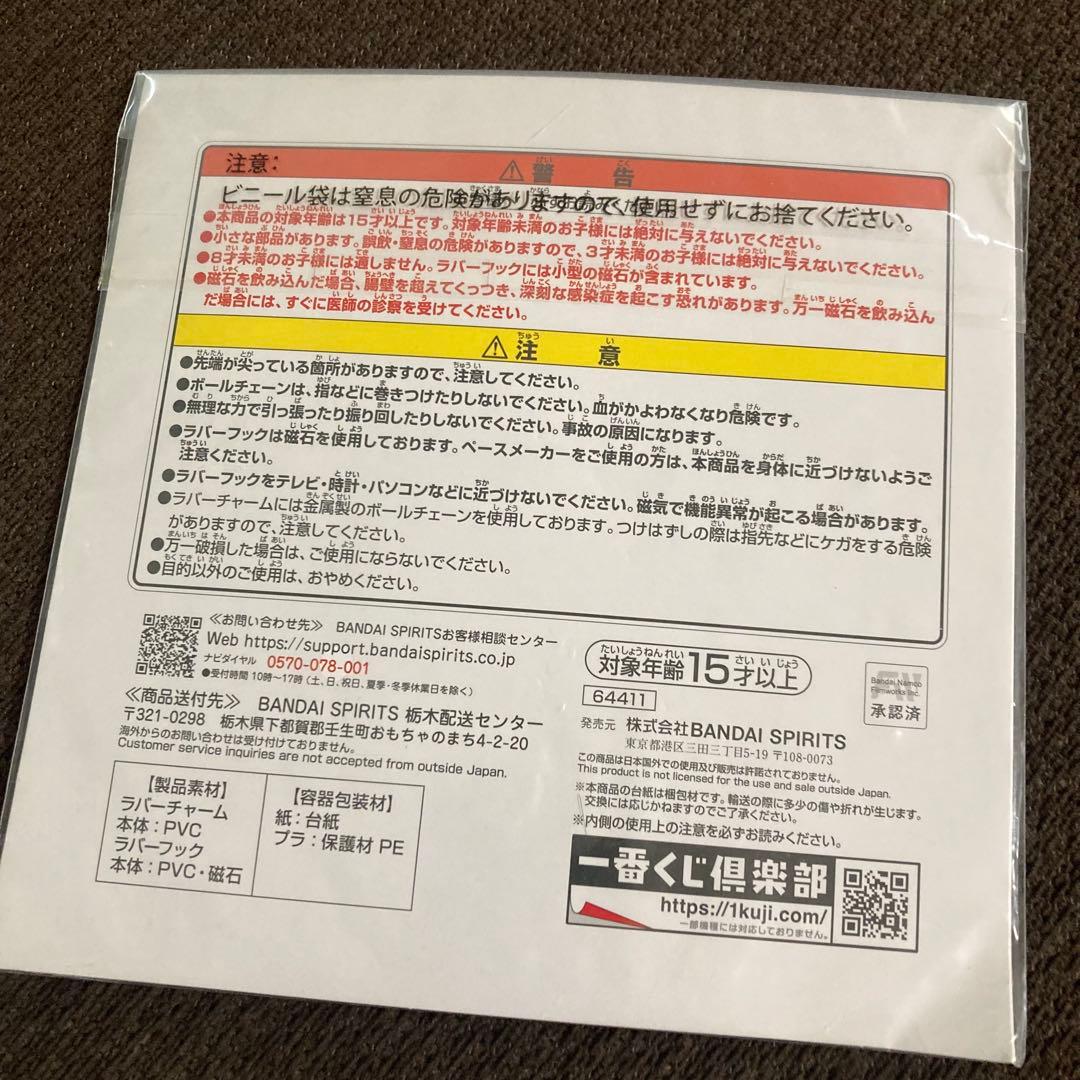 注意:
⚠警告
ビニール袋は窒息の危険がありますので、使用せずにお捨てください。
●本商品の対象年齢は15才以上です。対象年齢未満のお子様には絶対に与えないでください。
●小さな部品があります。誤飲・窒息の危険がありますので、3才未満のお子様には絶対に与えないでください。
●8才未満のお子様には適しません。ラバーフックには小型の磁石が含まれています。
●磁石を飲み込んだ場合、腸壁を超えてくっつき、深刻な感染症を起こす恐れがあります。万一磁石を飲み込ん
だ場合には、すぐに医師の診察を受けてください。
⚠注意
●先端が尖っている箇所がありますので、注意してください。
●ボールチェーンは、指などに巻きつけたりしないでください。血がかよわなくなり危険です。
●無理な力で引っ張ったり振り回したりしないでください。事故の原因になります。
●ラバーフックは磁石を使用しております。ペースメーカーをご使用の方は、本商品を身体に近づけないようご
注意ください。
●ラバーフックをテレビ・時計・パソコンなどに近づけないでください。磁気で機能異常が起こる場合があります。
●ラバーチャームには金属製のボールチェーンを使用しております。つけはずしの際は指先などにケガをする危険
がありますので、注意してください。
●万一破損した場合は、ご使用にならないでください。
●目的以外のご使用は、おやめください。
≪お問い合わせ先≫ BANDAI SPIRITSお客様相談センター
Web https://support.bandaispirits.co.jp
ナビダイヤル 0570-078-001
●受付時間 10時〜17時(土、日、祝日、夏季・冬季休業日を除く)
≪商品送付先≫ BANDAI SPIRITS 栃木配送センター
〒321-0298 栃木県下都賀郡壬生町おもちゃのまち4-2-20
海外からのお問い合わせは受け付けておりません。
Customer service inquiries are not accepted from outside Japan.
【製品素材】
ラバーチャーム
本体:PVC
ラバーフック
本体:PVC・磁石
【容器包装材】
紙:台紙
プラ:保護材 PE
対象年齢15才以上
64411
発売元 株式会社BANDAI SPIRITS
東京都港区三田三丁目5-19 〒108-0073
この商品は日本国外での使用及び販売は許諾されておりません。
This product is not licensed for the use and sale outside Japan.
※本商品の台紙は梱包材です。輸送の際に多少の傷や折れが生じます。
交換には応じかねますのでご了承ください。
※内側の使用上の注意を必ずお読みください。
Bandai Namco
Filmworks Inc.
承認済
一番くじ倶楽部
https://1kuji.com/
一部機種には対応しておりません。